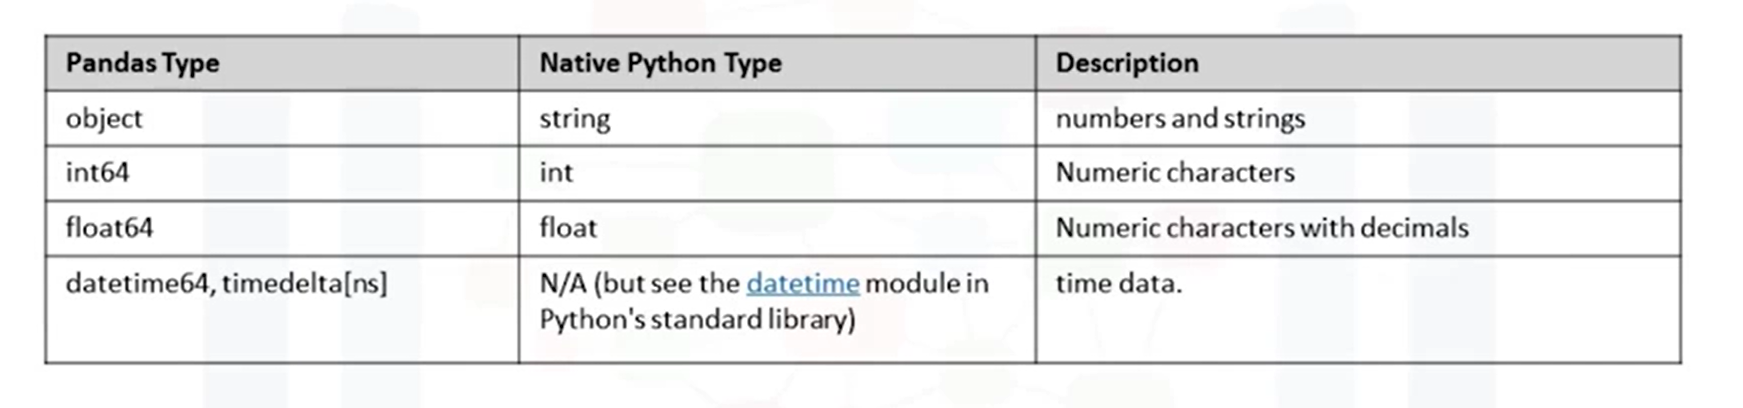 Pandas Type Native Python Type Description
object string numbers and strings
int64 int Numeric characters
float64 float Numeric characters with decimals
datetime64, timedelta[ns] N/A (but see the datetime module in time data.
Python's standard library)